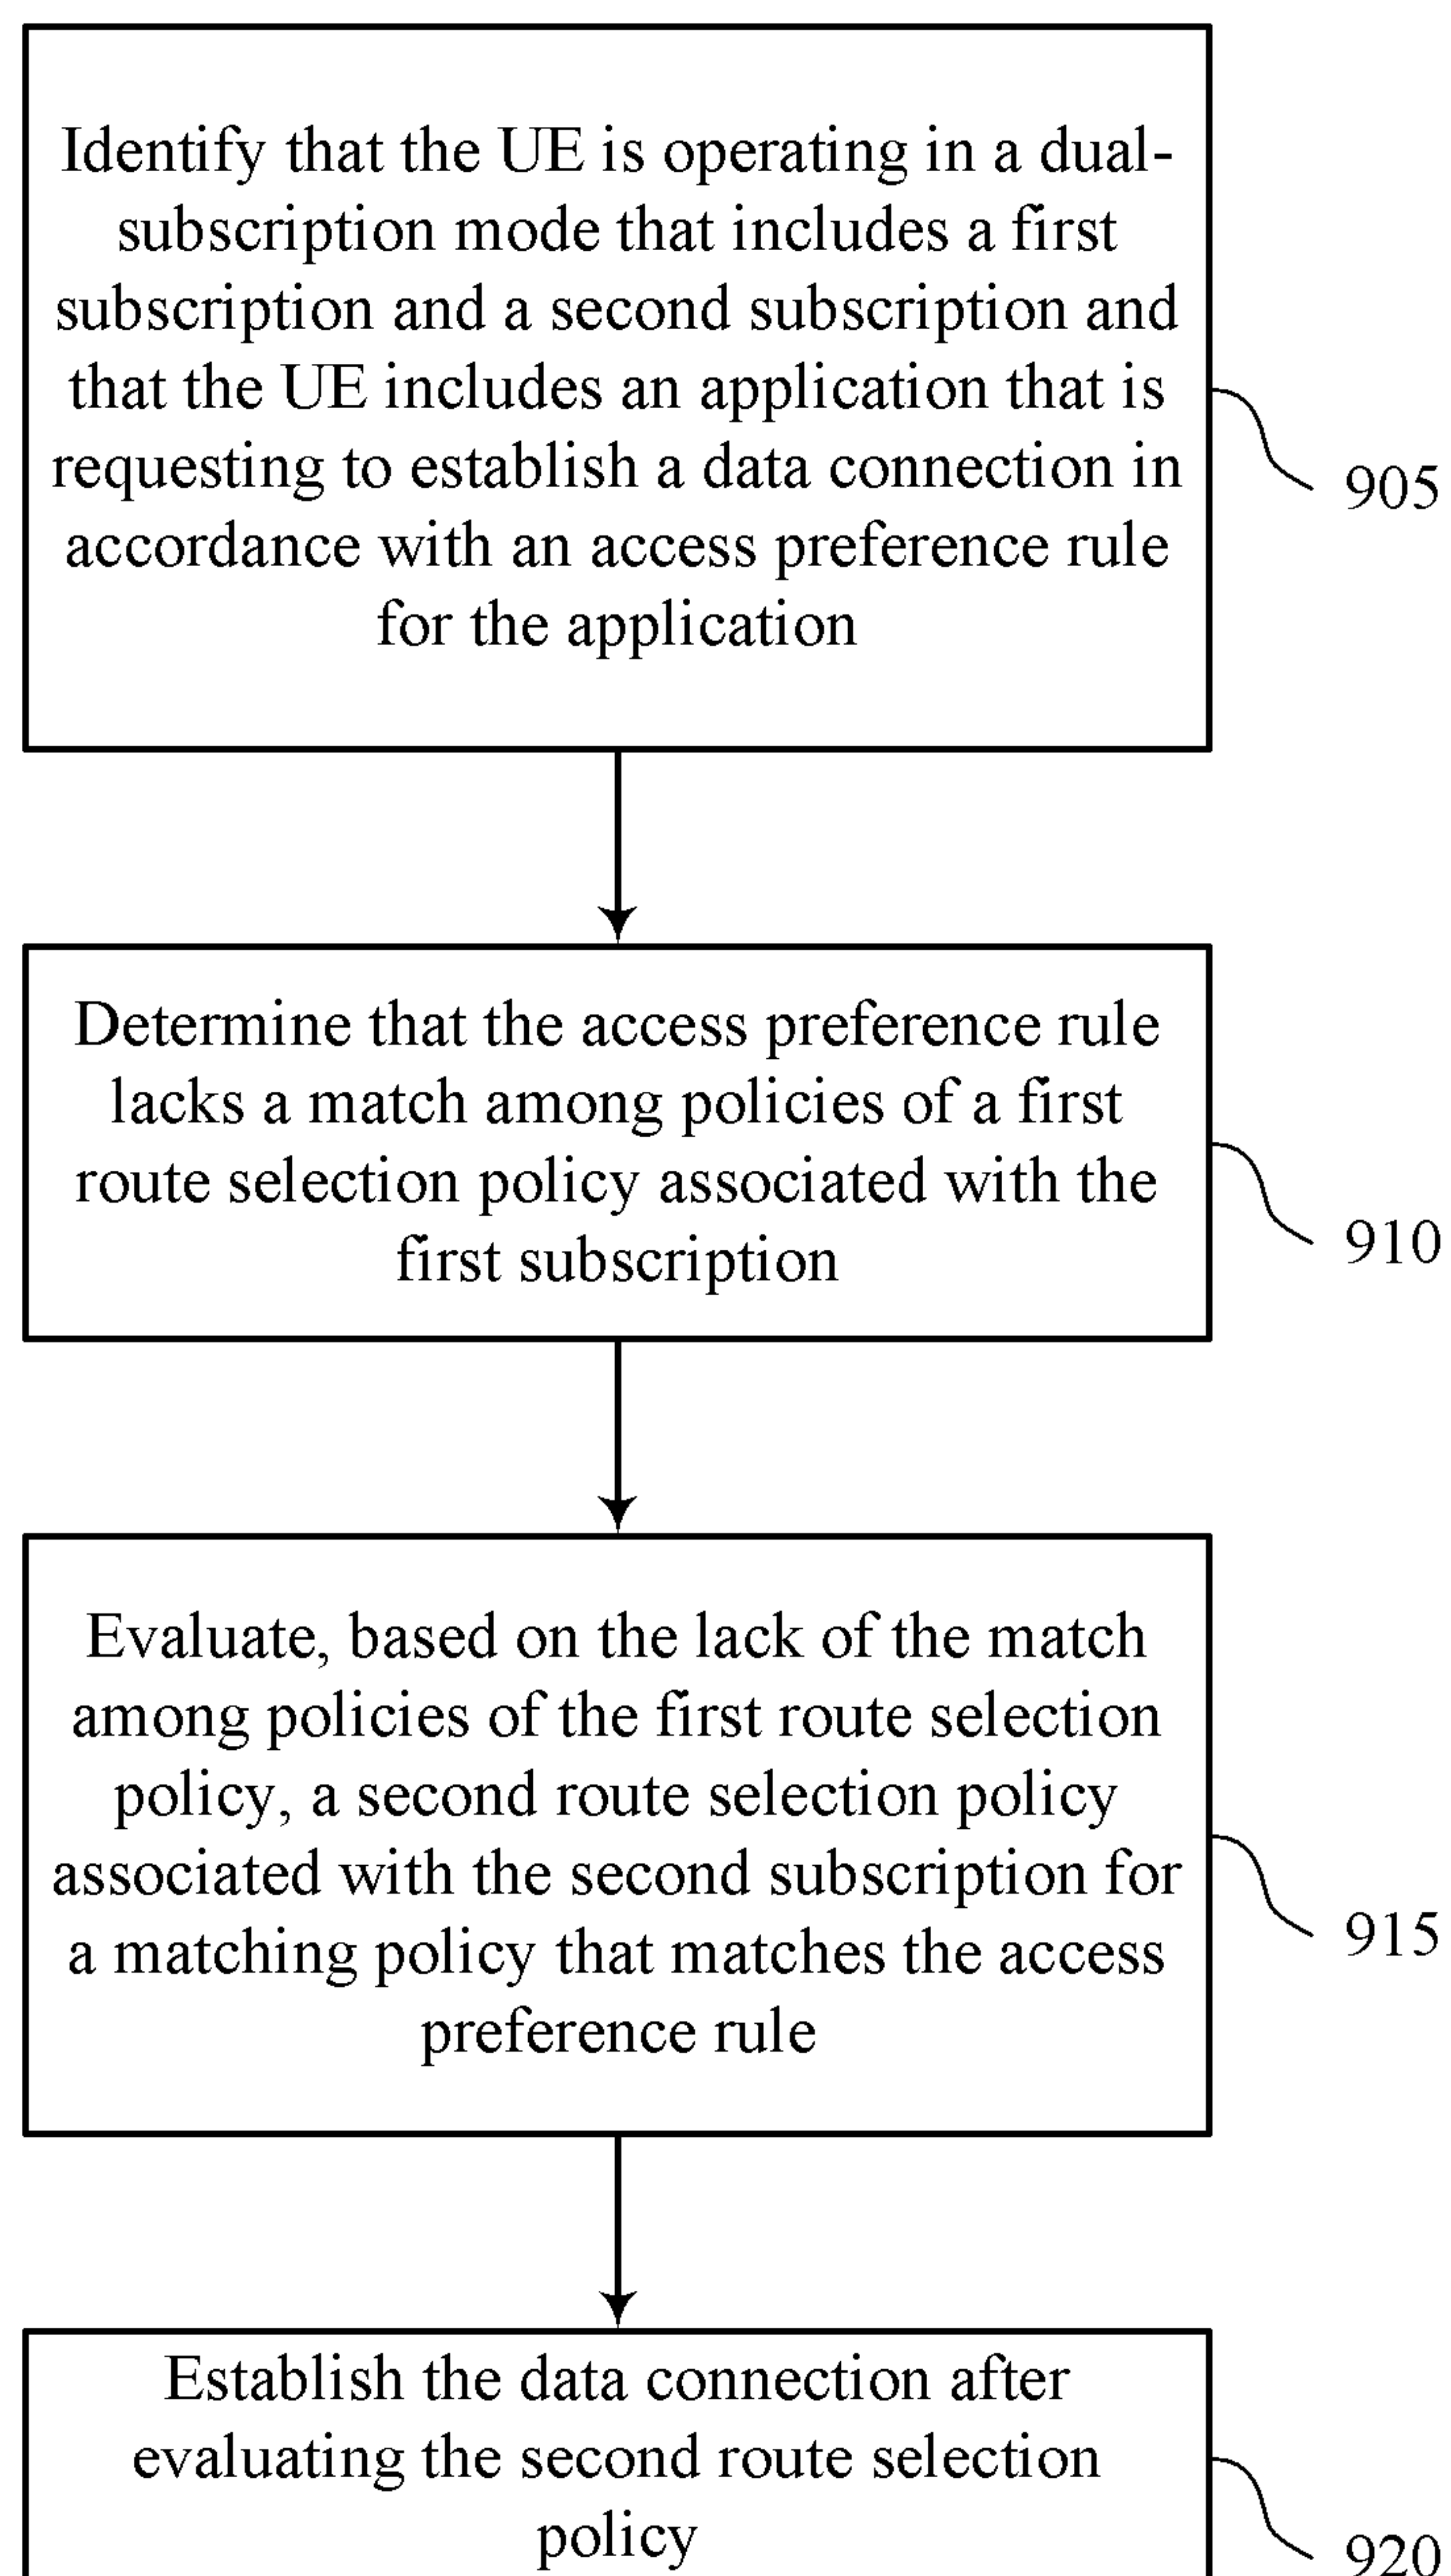 Identify that the UE is operating in a dual-
subscription mode that includes a first
subscription and a second subscription and
that the UE includes an application that is
requesting to establish a data connection in
accordance with an access preference rule
for the application
905
Determine that the access preference rule
lacks a match among policies of a first
route selection policy associated with the
first subscription
910
Evaluate, based on the lack of the match
among policies of the first route selection
policy, a second route selection policy
associated with the second subscription for
a matching policy that matches the access
preference rule
915
Establish the data connection after
evaluating the second route selection
policy
920